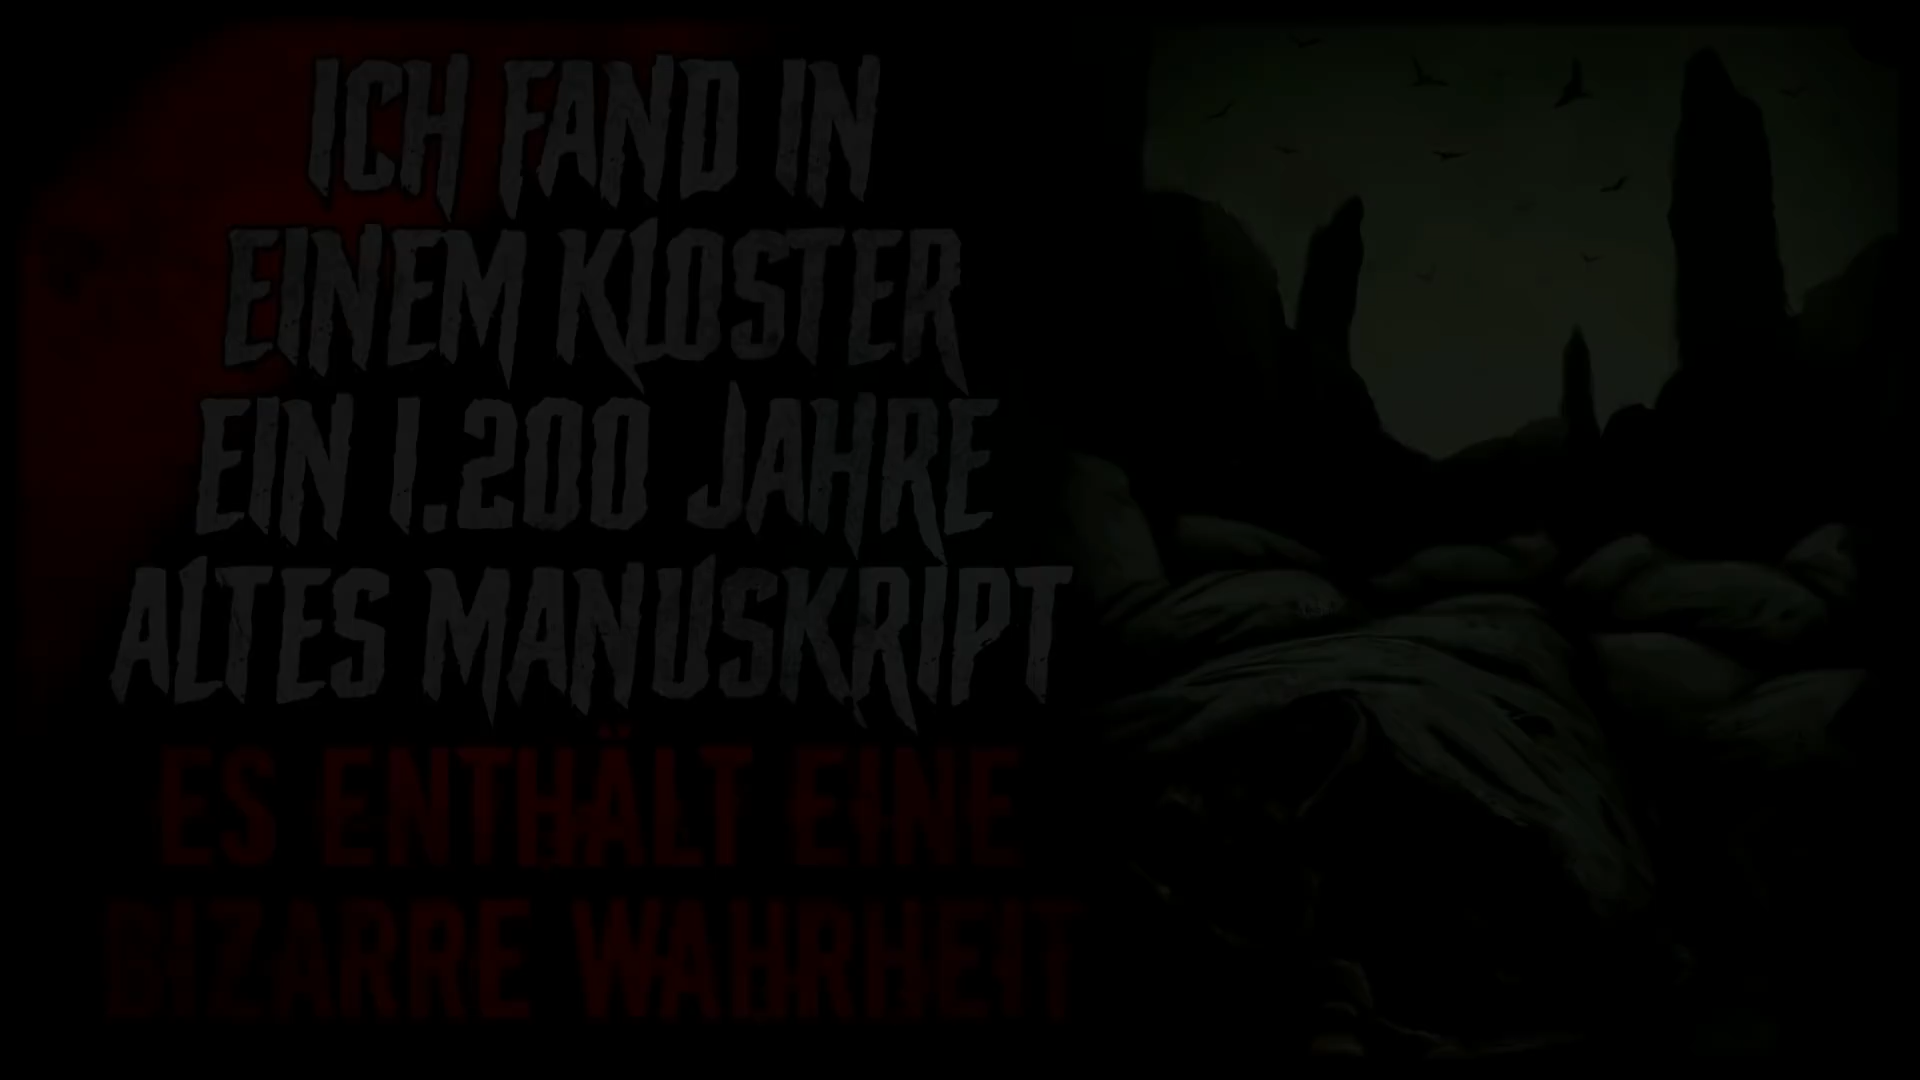 ICH FAND IN
EINEM KLOSTER
EIN 1.200 JAHRE
ALTES MANUSKRIPT
ES ENTHÄLT EINE
BIZARRE WAHRHEIT